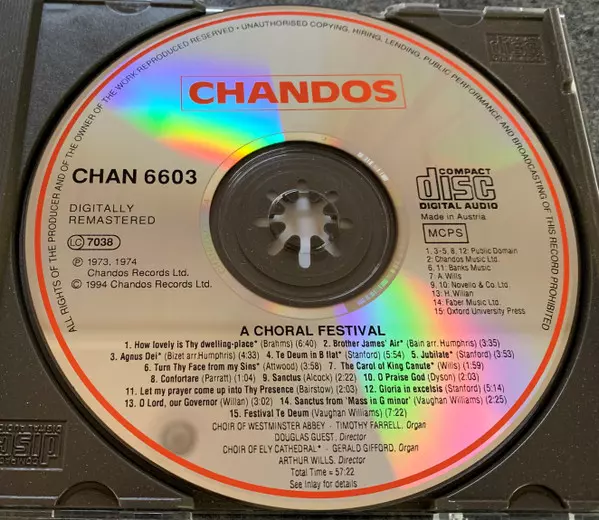 ALL RIGHTS OF THE PRODUCER AND OF THE OWNER OF THE WORK REPRODUCED RESERVED • UNAUTHORISED COPYING, HIRING, LENDING, PUBLIC PERFORMANCE AND BROADCASTING OF THIS RECORD PROHIBITED
CHANDOS
CHAN 6603
DIGITALLY
REMASTERED
LC 7038
℗ 1973, 1974
Chandos Records Ltd.
© 1994 Chandos Records Ltd.
COMPACT
disc
DIGITAL AUDIO
Made in Austria
MCPS
1, 3-5, 8, 12: Public Domain
2: Chandos Music Ltd.
6, 11: Banks Music
7: A Wills
9, 10: Novello & Co. Ltd
13: H.Wilian
14: Faber Music Ltd.
15: Oxford University Press
A CHORAL FESTIVAL
1. How lovely is Thy dwelling-place* (Brahms) (6:40) 2. Brother James' Air* (Bain arr.Humphris) (3:35)
3. Agnus Dei* (Bizet arr.Humphris) (4:33) 4. Te Deum in B flat* (Stanford) (5:54) 5. Jubilate* (Stanford) (3:53)
6. Turn Thy Face from my Sins* (Attwood) (3:58) 7. The Carol of King Canute* (Wills) (1:59)
8. Confortare (Parratt) (1:04) 9. Sanctus (Alcock) (2:22) 10. O Praise God (Dyson) (2:03)
11. Let my prayer come up into Thy Presence (Bairstow) (2:03) 12. Gloria in excelsis (Stanford) (5:14)
13. O Lord, our Governor (Willan) (3:02) 14. Sanctus from 'Mass in G minor' (Vaughan Williams) (2:25)
15. Festival Te Deum (Vaughan Williams) (7:22)
CHOIR OF WESTMINSTER ABBEY - TIMOTHY FARRELL, Organ
DOUGLAS GUEST, Director
CHOIR OF ELY CATHEDRAL* - GERALD GIFFORD, Organ
ARTHUR WILLS, Director
Total Time = 57:22
See inlay for details